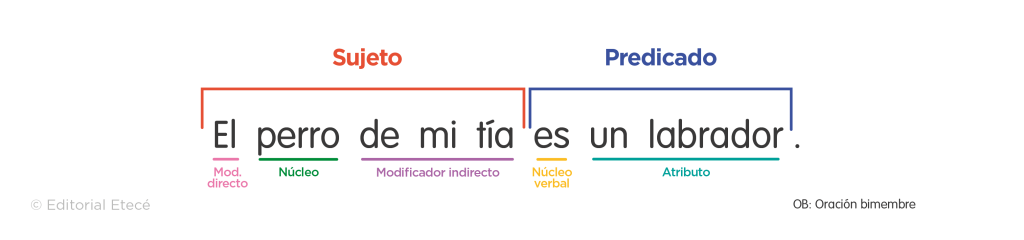 Sujeto Predicado
El perro de mi tía es un labrador.
Mod. directo Núcleo Modificador indirecto Núcleo verbal Atributo
© Editorial Etecé OB: Oración bimembre